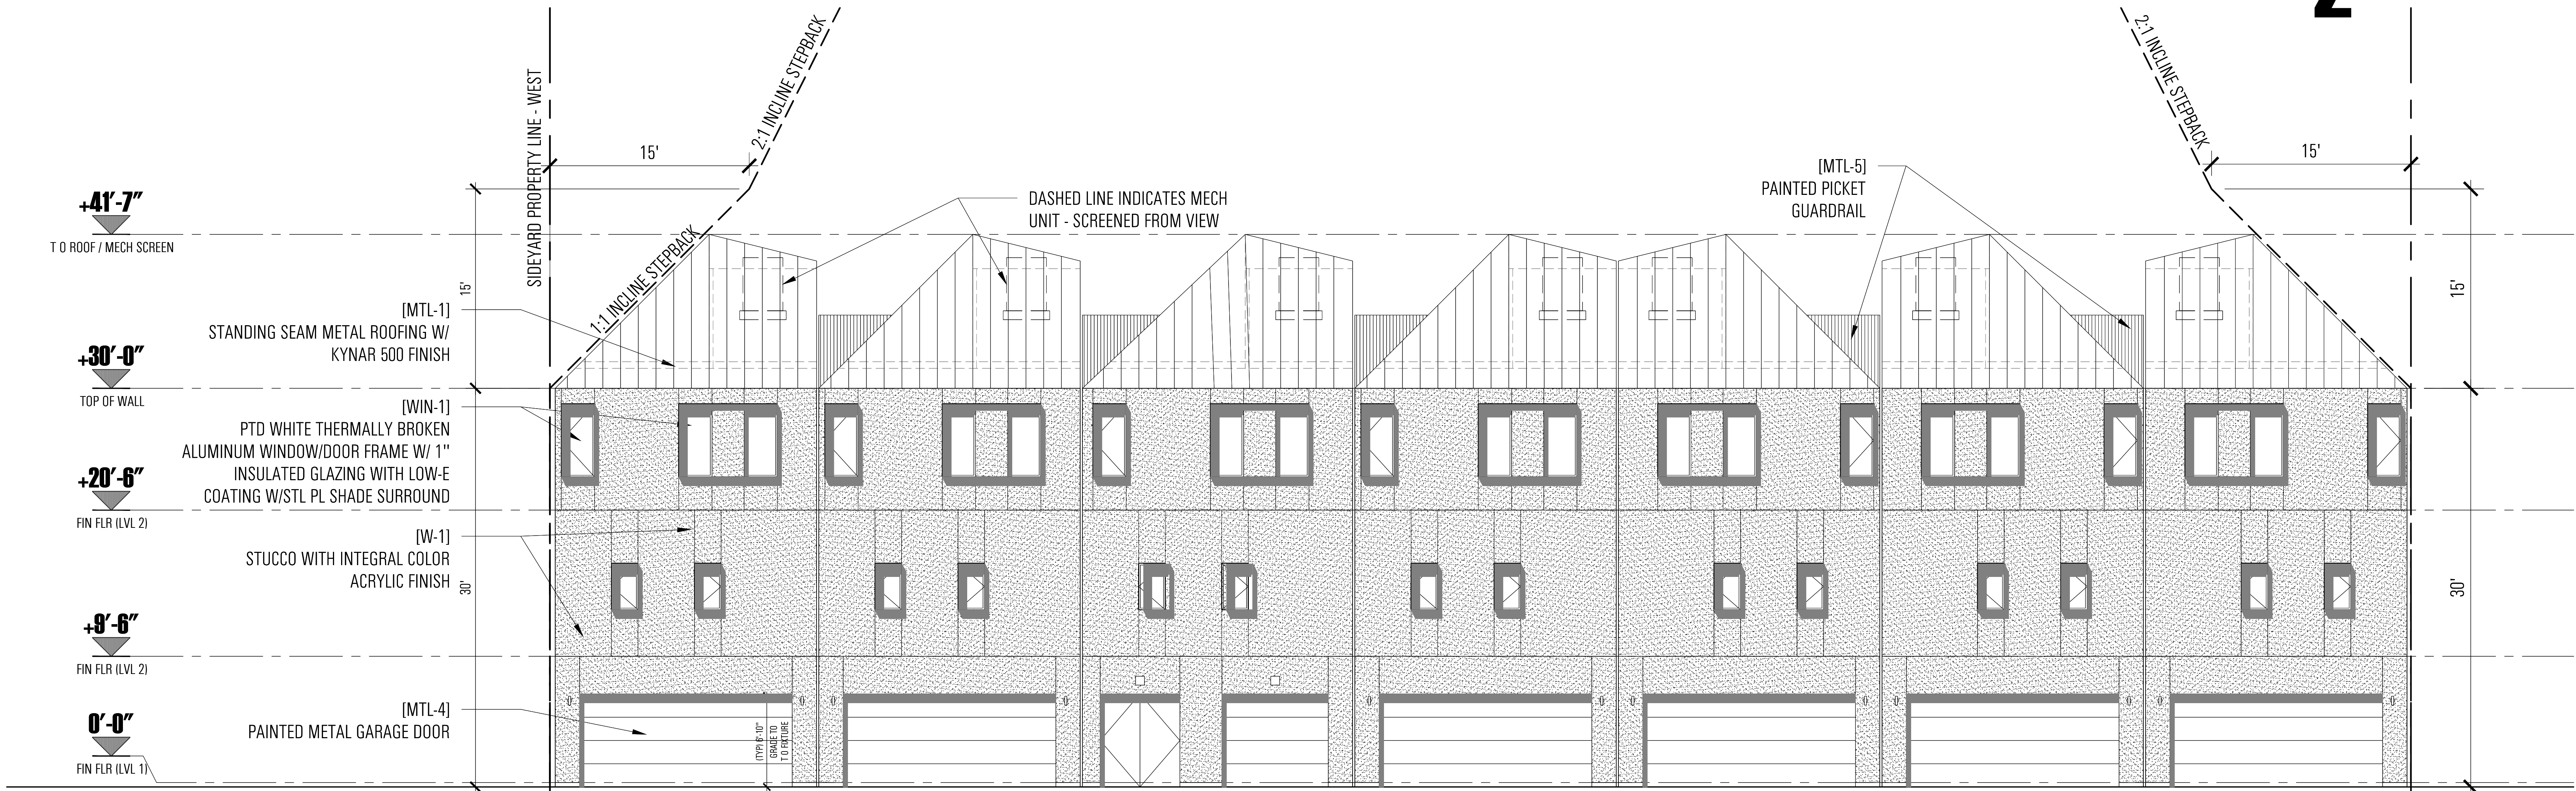 2
SIDEYARD PROPERTY LINE - WEST
2:1 INCLINE STEPBACK
2:1 INCLINE STEPBACK
15'
15'
1:1 INCLINE STEPBACK
+41'-7"
T O ROOF / MECH SCREEN
DASHED LINE INDICATES MECH
UNIT - SCREENED FROM VIEW
[MTL-5]
PAINTED PICKET
GUARDRAIL
15'
15'
[MTL-1]
STANDING SEAM METAL ROOFING W/
KYNAR 500 FINISH
+30'-0"
TOP OF WALL
[WIN-1]
PTD WHITE THERMALLY BROKEN
ALUMINUM WINDOW/DOOR FRAME W/ 1"
INSULATED GLAZING WITH LOW-E
COATING W/STL PL SHADE SURROUND
+20'-6"
FIN FLR (LVL 2)
[W-1]
STUCCO WITH INTEGRAL COLOR
ACRYLIC FINISH
30'
30'
+9'-6"
FIN FLR (LVL 2)
[MTL-4]
PAINTED METAL GARAGE DOOR
(TYP) 6'-10"
GRADE TO
T O FIXTURE
0'-0"
FIN FLR (LVL 1)